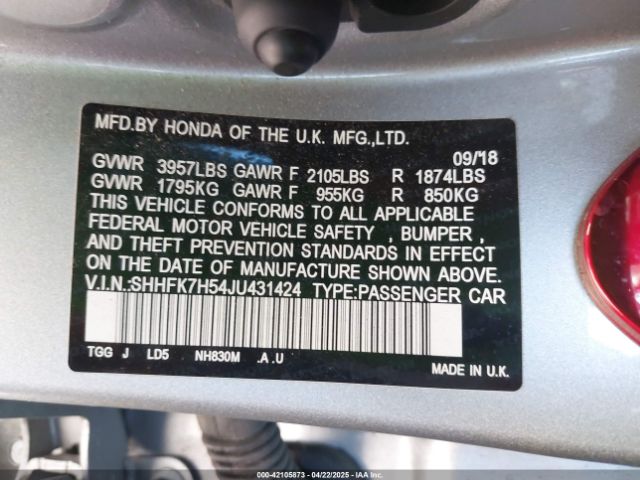 MFD.BY HONDA OF THE U.K. MFG.,LTD.
09/18
GVWR 3957LBS GAWR F 2105LBS R 1874LBS
GVWR 1795KG GAWR F 955KG R 850KG
THIS VEHICLE CONFORMS TO ALL APPLICABLE
FEDERAL MOTOR VEHICLE SAFETY , BUMPER ,
AND THEFT PREVENTION STANDARDS IN EFFECT
ON THE DATE OF MANUFACTURE SHOWN ABOVE.
V.I.N.:SHHFK7H54JU431424 TYPE:PASSENGER CAR
TGG J LD5 NH830M .A .U
MADE IN U.K.
000-42105873 - 04/22/2025 - IAAI.COM